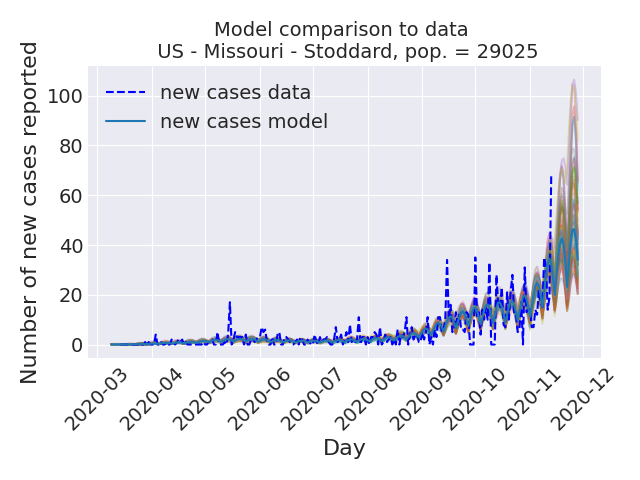 Model comparison to data
US - Missouri - Stoddard, pop. = 29025
Number of new cases reported
100
80
60
40
20
0
new cases data
new cases model
2020-03
2020-04
2020-05
2020-06
2020-07
2020-08
2020-09
2020-10
2020-11
2020-12
Day